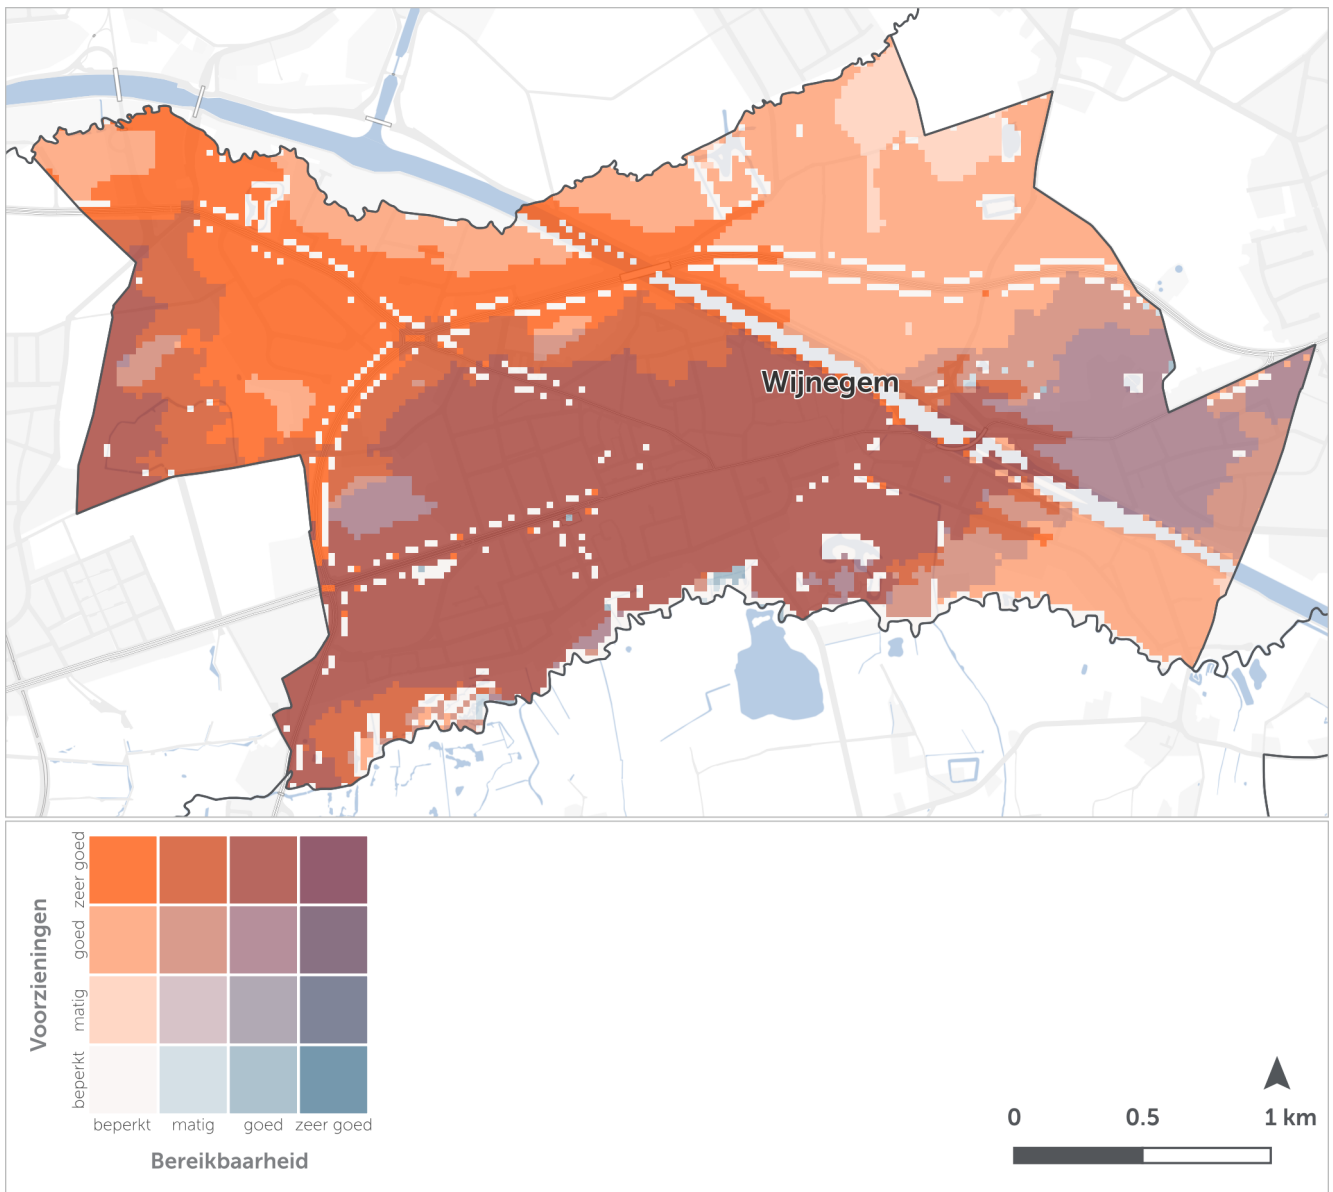 Wijnegem
Voorzieningen
zeer goed
goed
matig
beperkt
beperkt matig goed zeer goed
Bereikbaarheid
0 0.5 1 km